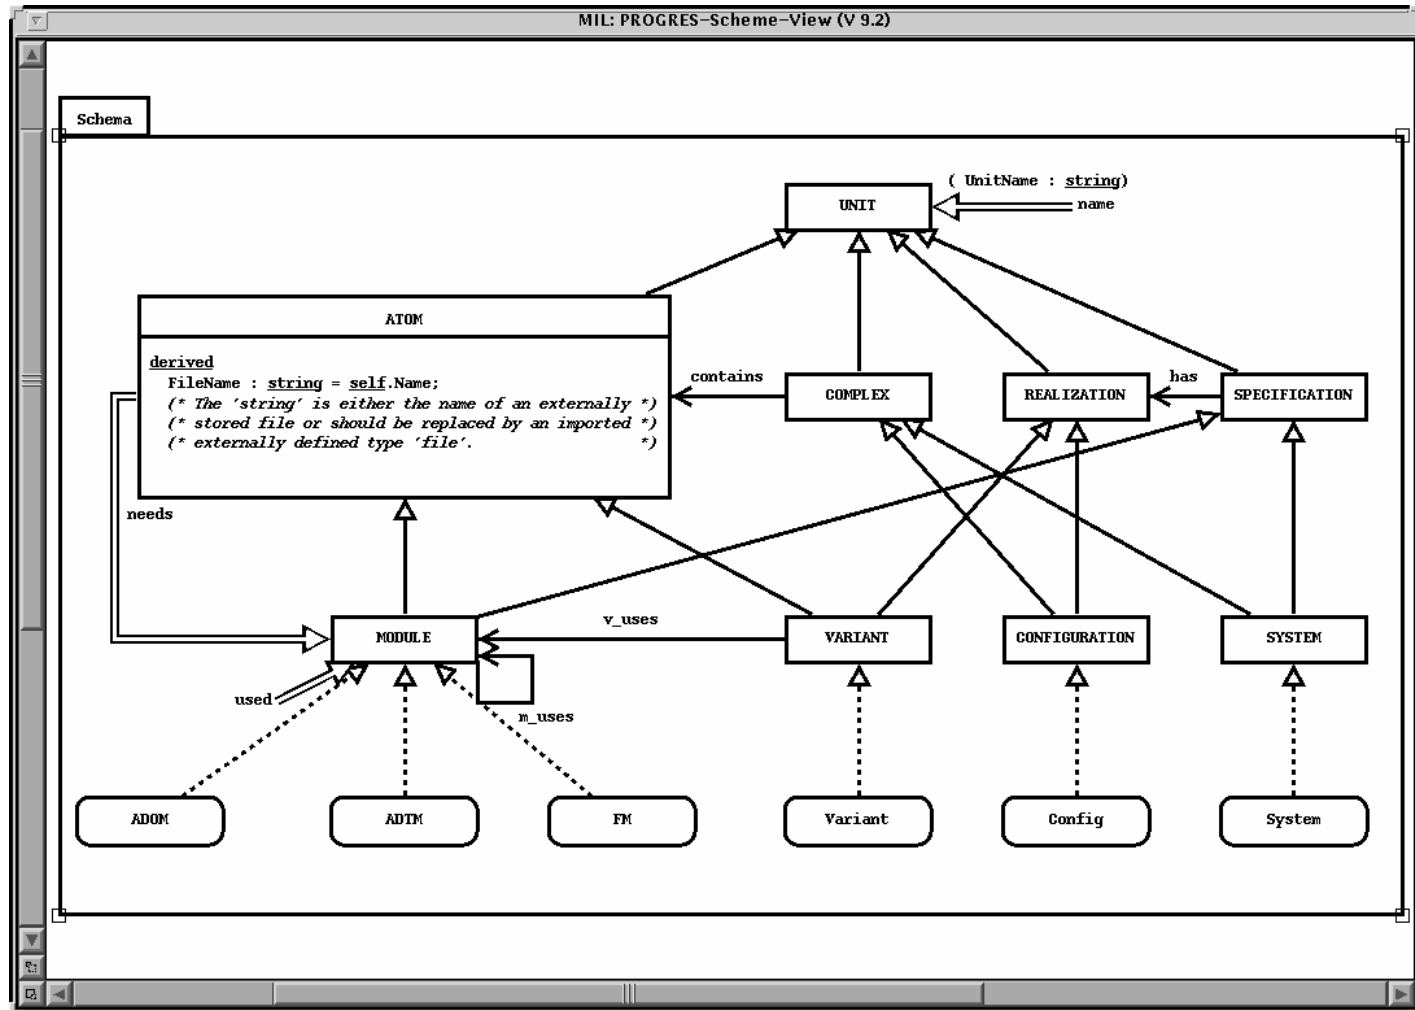 MIL: PROGRES-Scheme-View (V 9.2)
Schema
( UnitName : string)
UNIT
name
ATOM
derived
FileName : string = self.Name;
(* The 'string' is either the name of an externally *)
(* stored file or should be replaced by an imported *)
(* externally defined type 'file'. *)
contains
COMPLEX
REALIZATION
has
SPECIFICATION
needs
MODULE
v_uses
VARIANT
CONFIGURATION
SYSTEM
used
m_uses
ADOM
ADTM
FM
Variant
Config
System